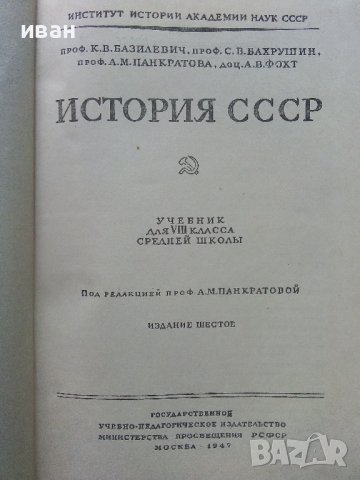 иван
ИНСТИТУТ ИСТОРИИ АКАДЕМИИ НАУК СССР
ПРОФ. К.В. БАЗИЛЕВИЧ, ПРОФ. С.В. БАХРУШИН,
ПРОФ. А.М. ПАНКРАТОВА, ДОЦ. А.В. ФОХТ
ИСТОРИЯ СССР
УЧЕБНИК
ДЛЯ VIII КЛАССА
СРЕДНЕЙ ШКОЛЫ
ПОД РЕДАКЦИЕЙ ПРОФ. А.М. ПАНКРАТОВОЙ
ИЗДАНИЕ ШЕСТОЕ
ГОСУДАРСТВЕННОЕ
УЧЕБНО-ПЕДАГОГИЧЕСКОЕ ИЗДАТЕЛЬСТВО
МИНИСТЕРСТВА ПРОСВЕЩЕНИЯ РСФСР
МОСКВА - 1947
BAZAR